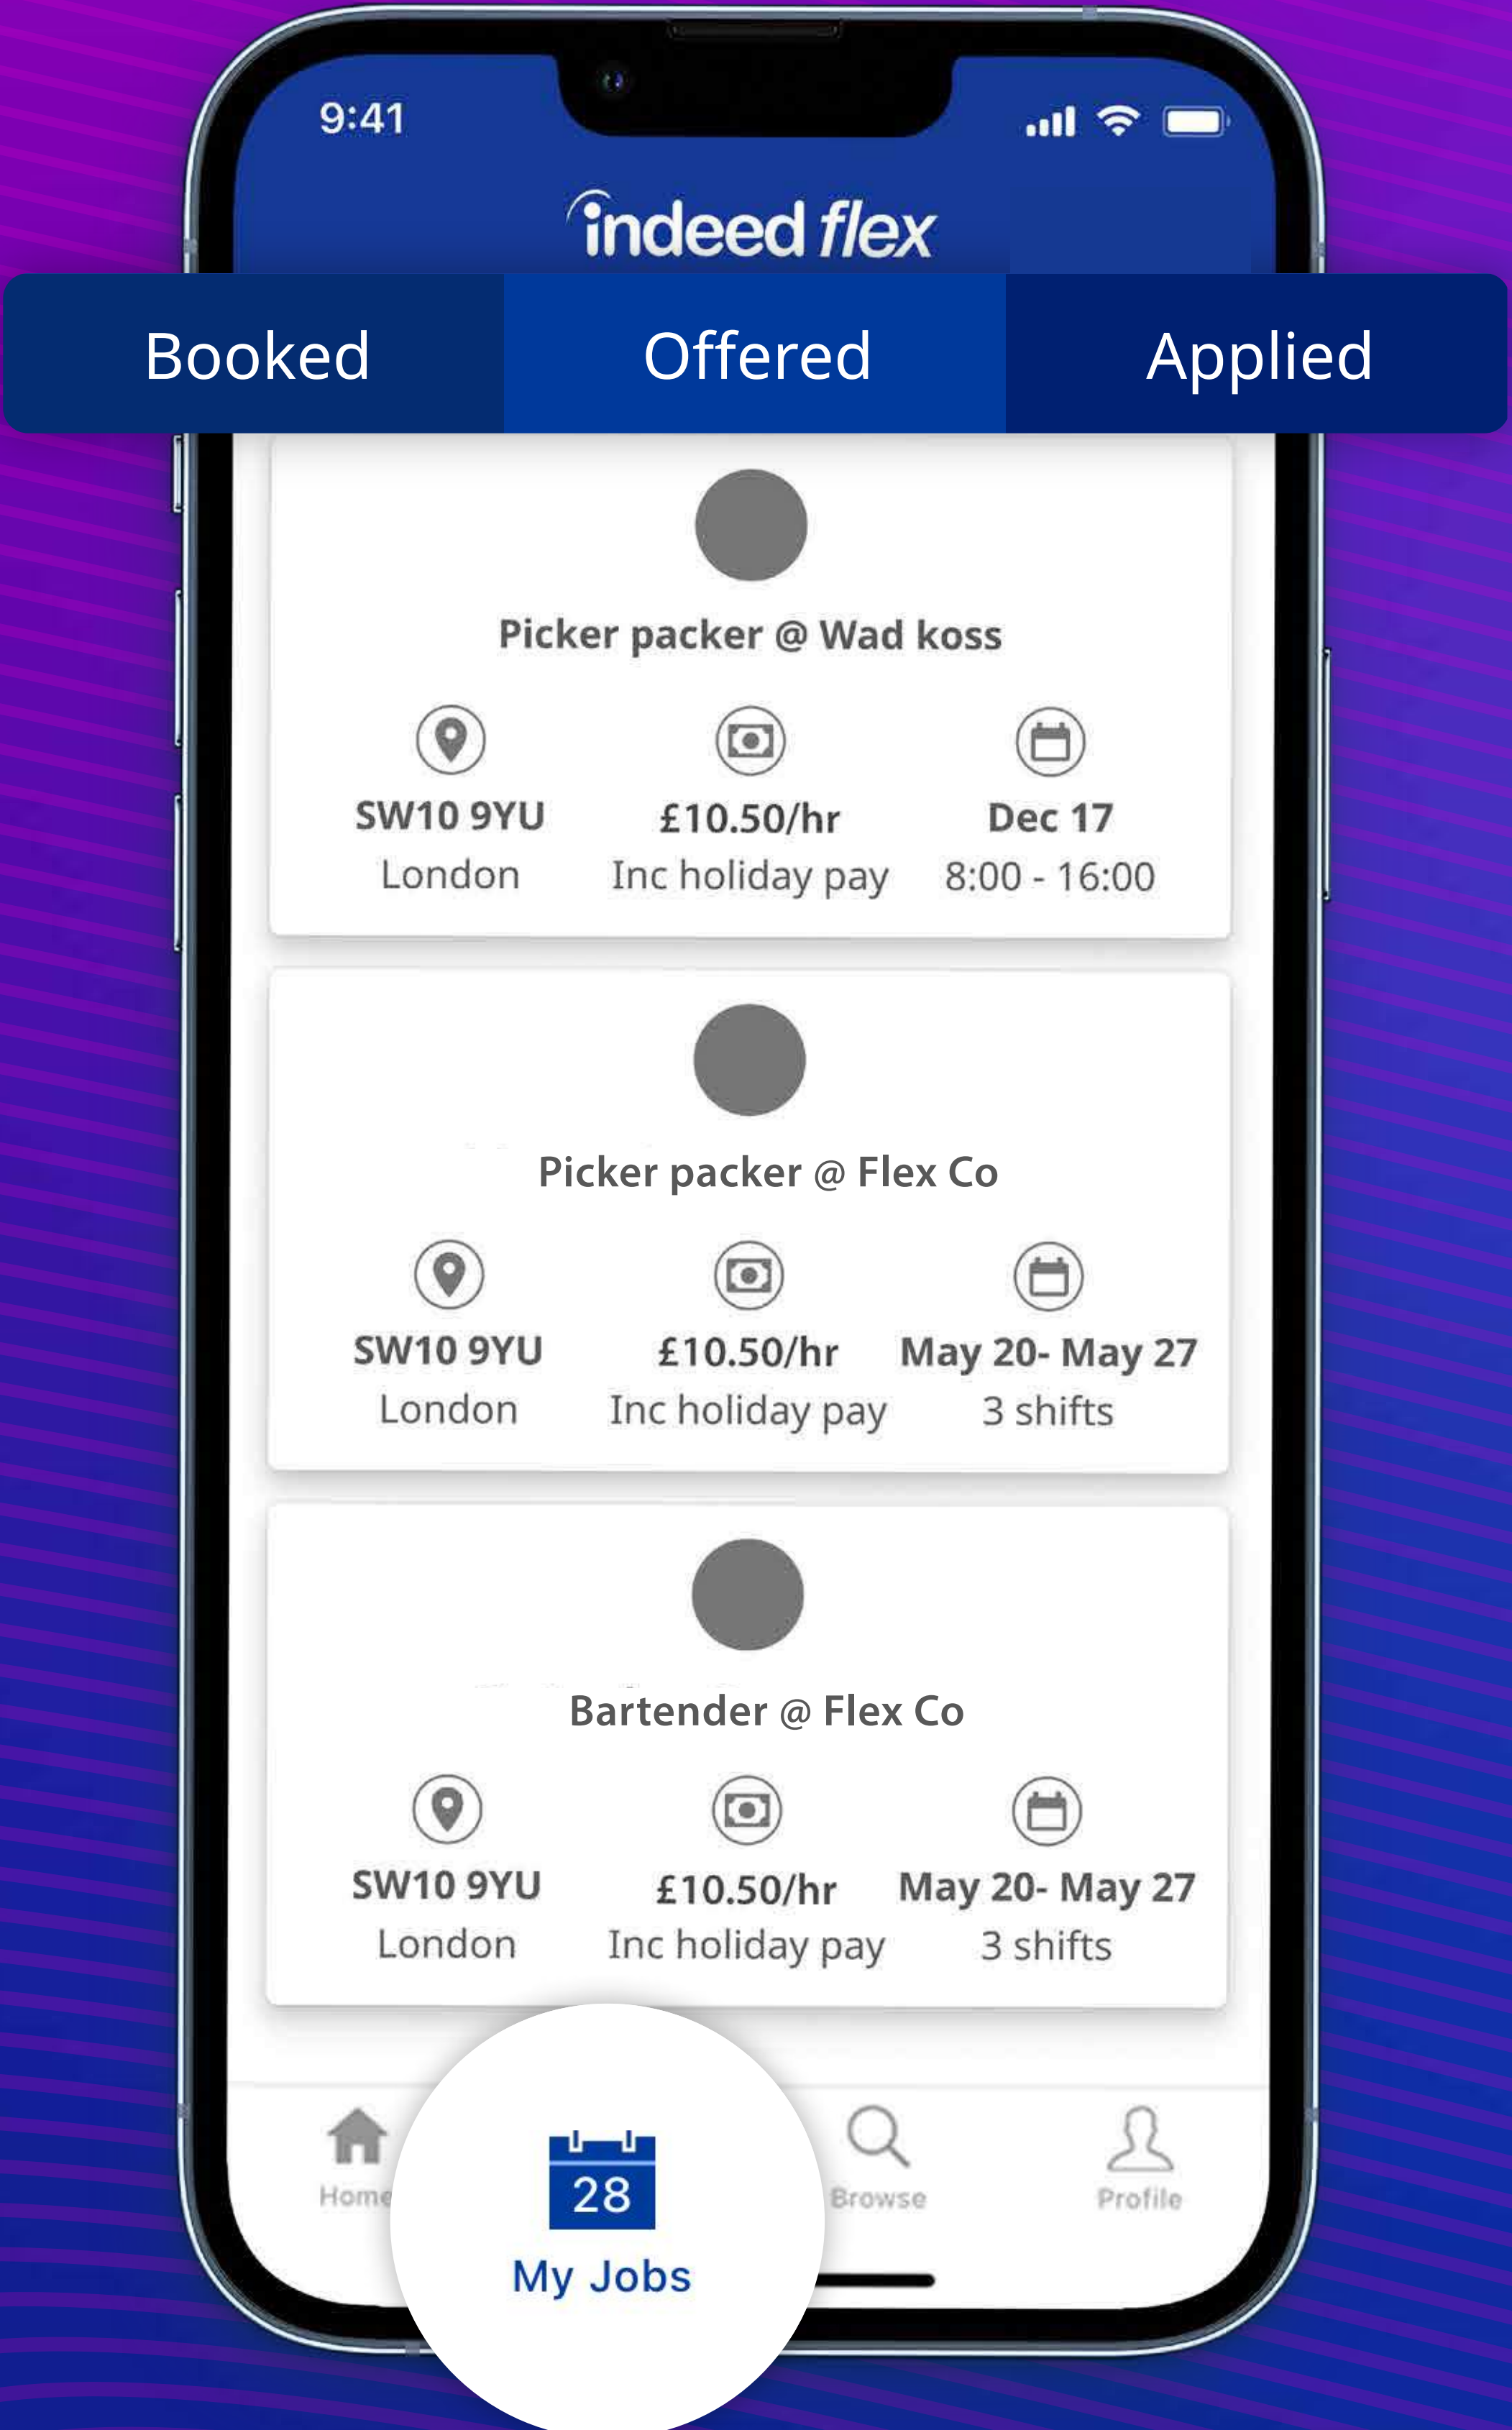 9:41
indeed flex
Booked Offered Applied
Picker packer @ Wad koss
SW10 9YU £10.50/hr Dec 17
London Inc holiday pay 8:00 - 16:00
Picker packer @ Flex Co
SW10 9YU £10.50/hr May 20- May 27
London Inc holiday pay 3 shifts
Bartender @ Flex Co
SW10 9YU £10.50/hr May 20- May 27
London Inc holiday pay 3 shifts
28
Home Browse Profile
My Jobs